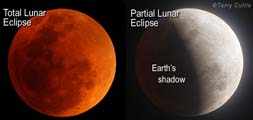 Total Lunar
Eclipse
Partial Lunar
Eclipse
©Terry Cuttle
Earth's
shadow